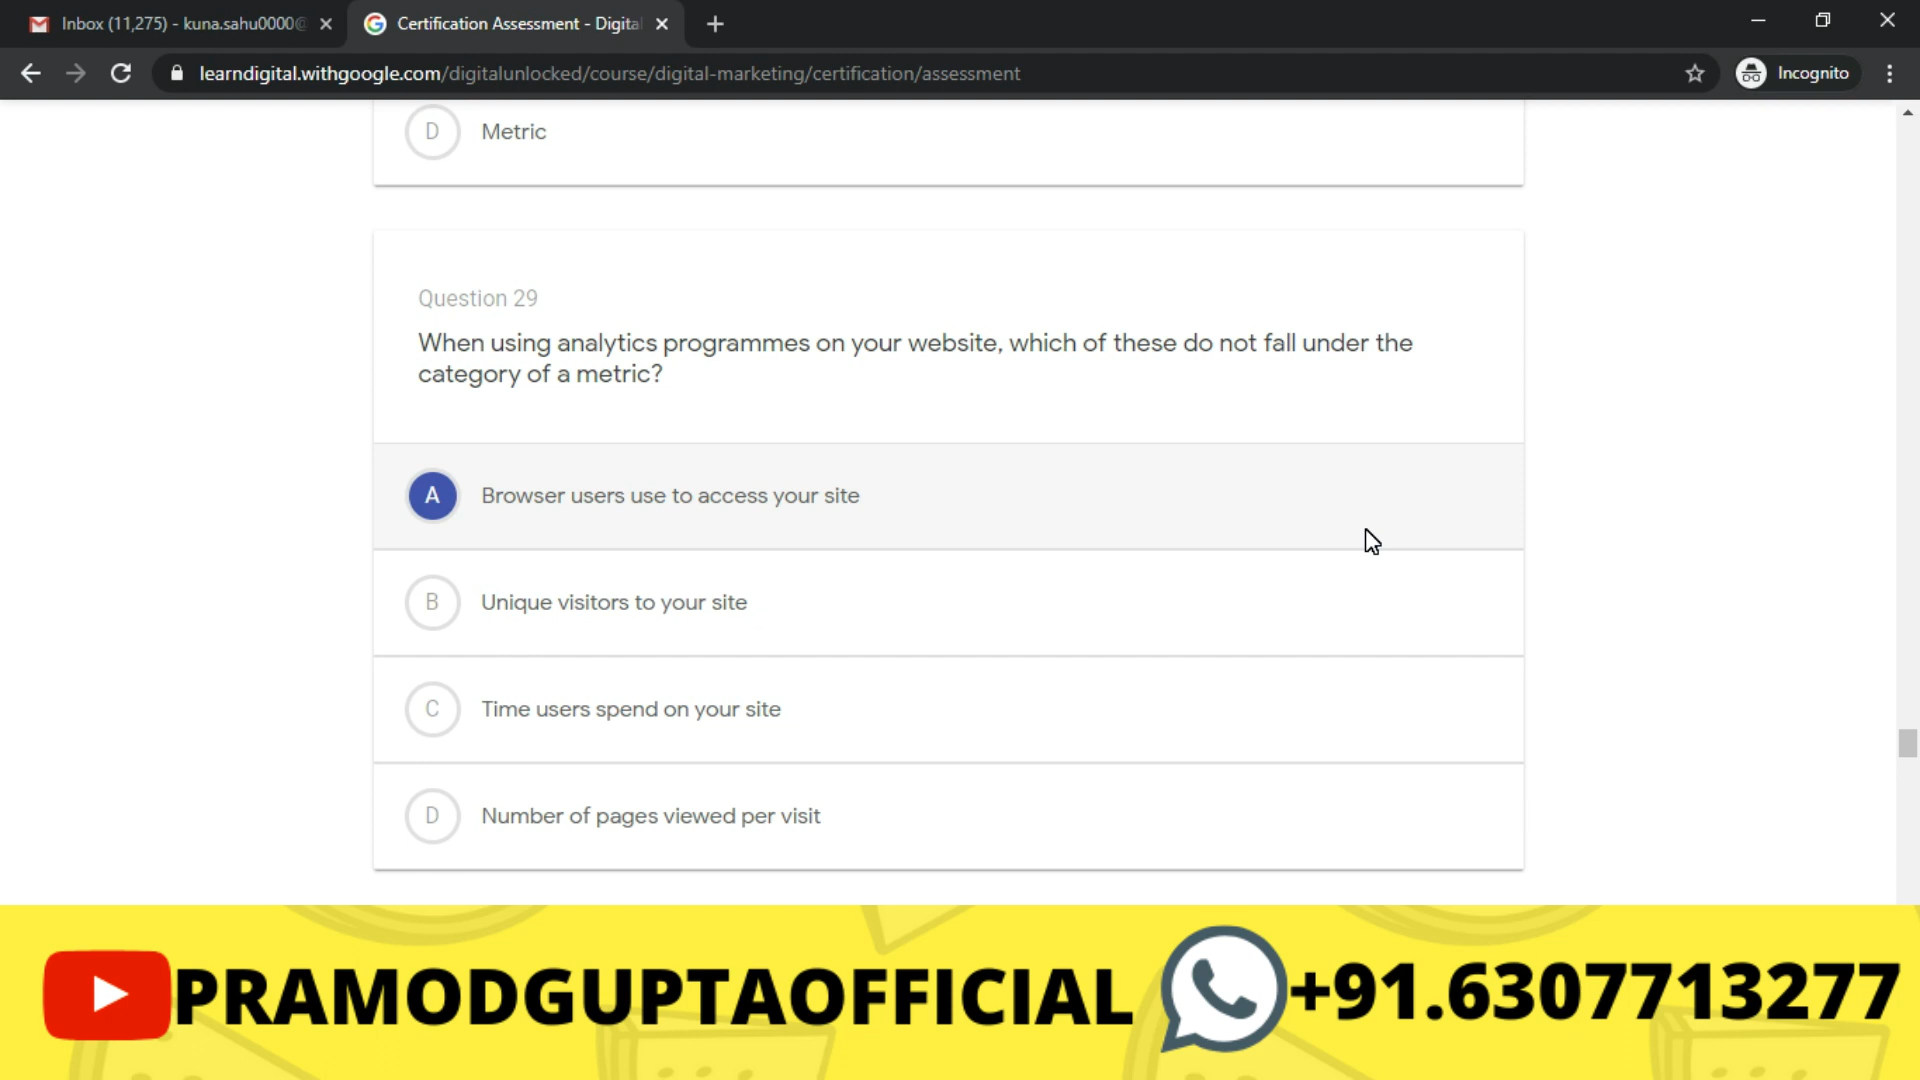 Inbox (11,275) - kuna.sahu0000@
Certification Assessment - Digital
learndigital.withgoogle.com/digitalunlocked/course/digital-marketing/certification/assessment
Incognito
D Metric
Question 29
When using analytics programmes on your website, which of these do not fall under the
category of a metric?
A Browser users use to access your site
B Unique visitors to your site
C Time users spend on your site
D Number of pages viewed per visit
PRAMODGUPTAOFFICIAL +91.6307713277